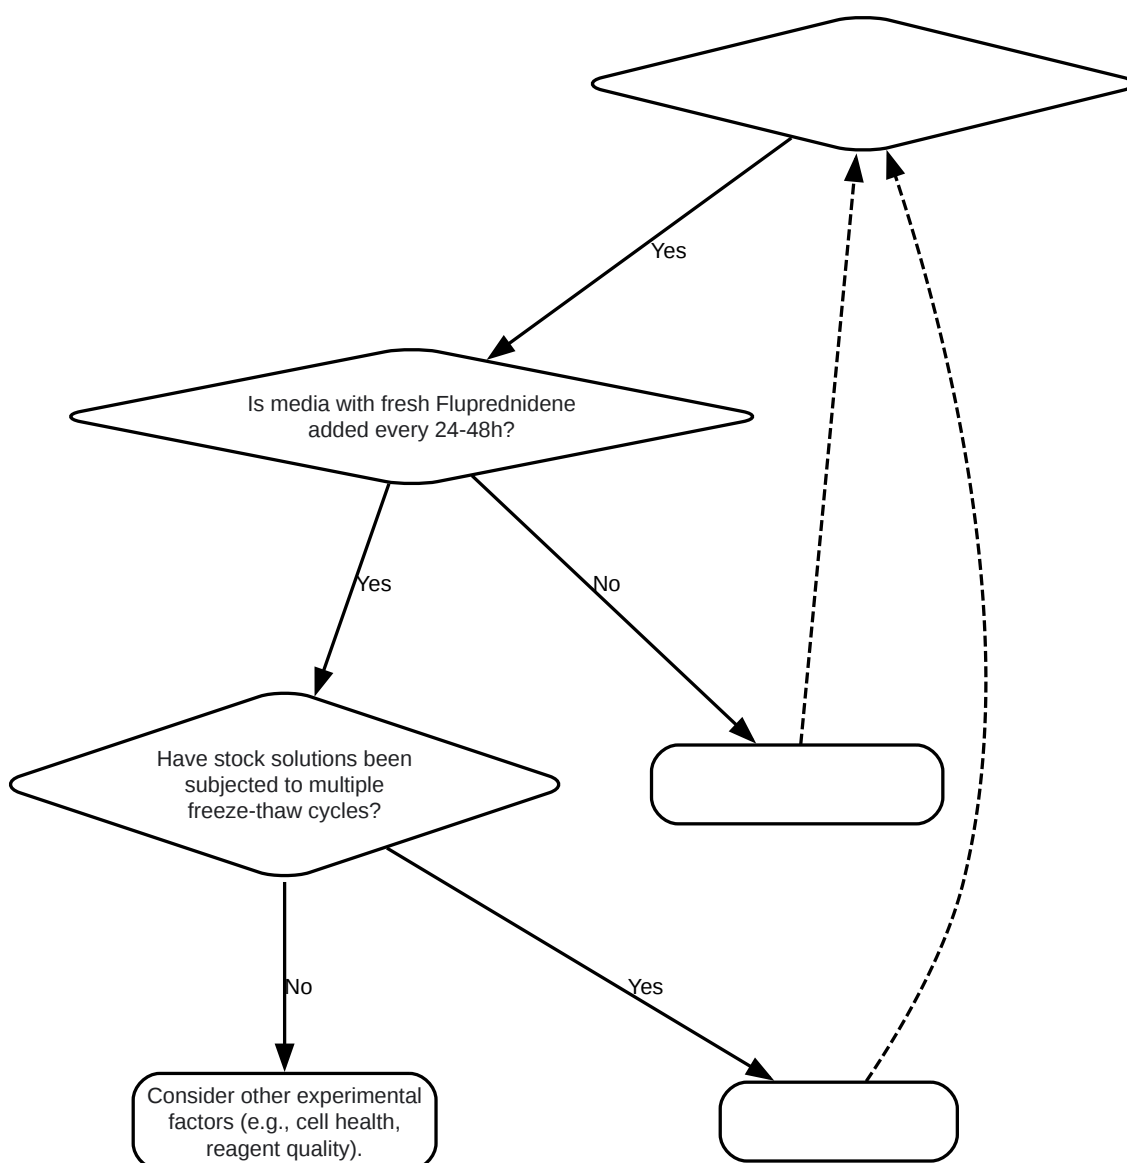 Yes
Is media with fresh Fluprednidene
added every 24-48h?
Yes
No
Have stock solutions been
subjected to multiple
freeze-thaw cycles?
No
Yes
Consider other experimental
factors (e.g., cell health,
reagent quality).